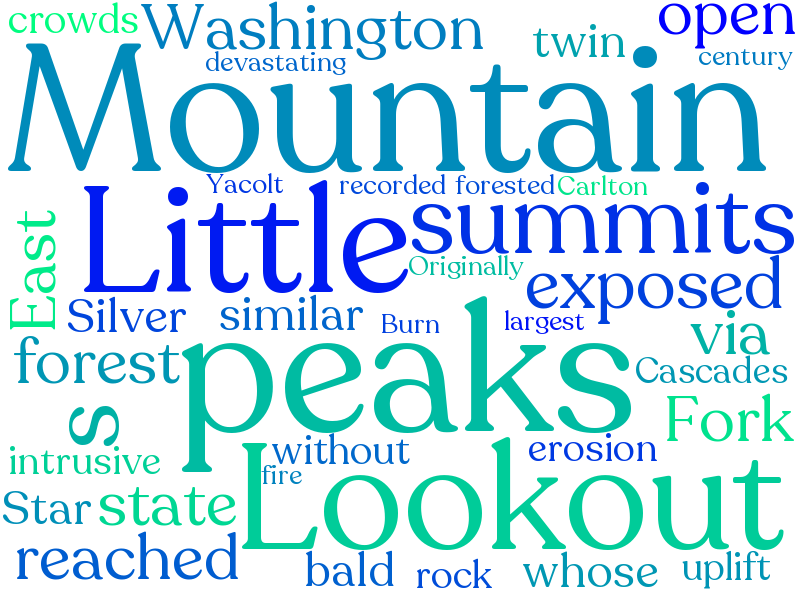 crowds Washington open
devastating twin century
Mountain
Yacolt recorded forested Carlton
East Little summits
Originally exposed
Silver similar Burn largest via
forest peaks Cascades
s Fork
intrusive without erosion
fire
Star state Lookout
reached bald rock whose uplift